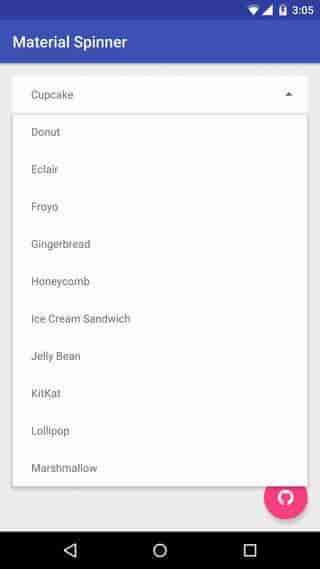 3:05
Material Spinner
Cupcake
Donut
Eclair
Froyo
Gingerbread
Honeycomb
Ice Cream Sandwich
Jelly Bean
KitKat
Lollipop
Marshmallow